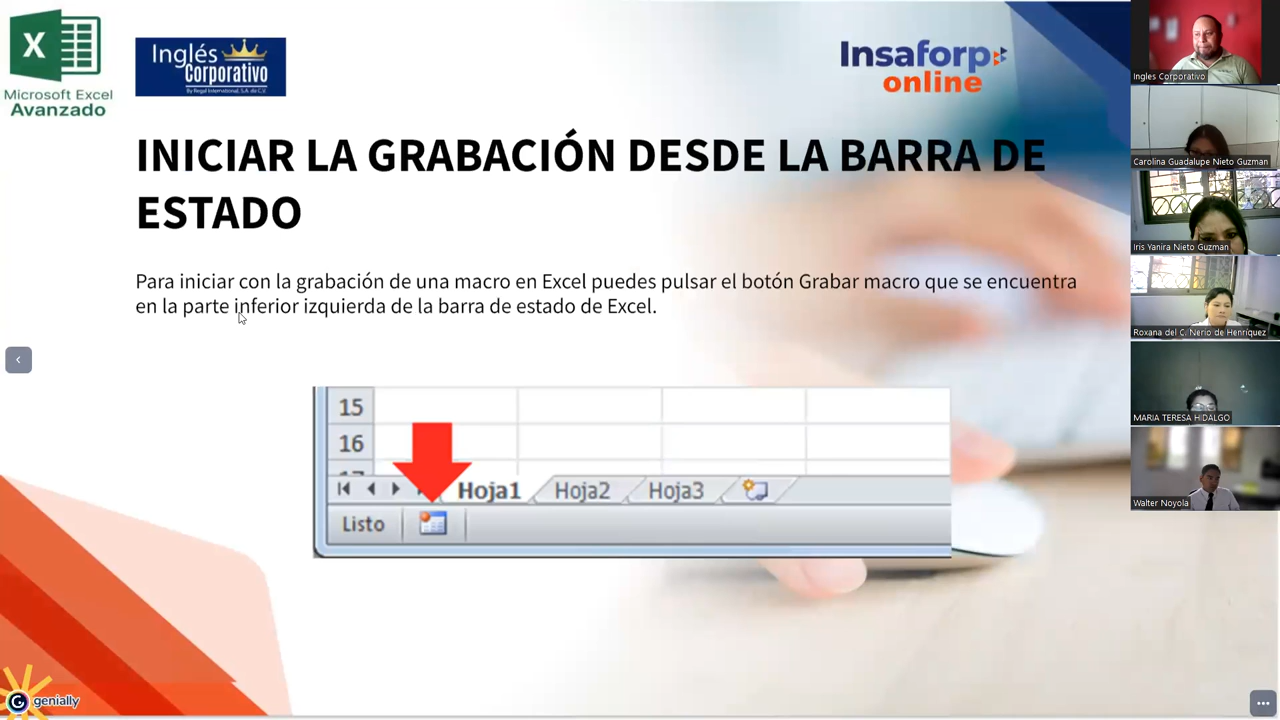 Microsoft Excel
Avanzado
Inglés
Corporativo
By Regal International, S.A. de C.V.
Insaforp
online
INICIAR LA GRABACIÓN DESDE LA BARRA DE
ESTADO
Para iniciar con la grabación de una macro en Excel puedes pulsar el botón Grabar macro que se encuentra
en la parte inferior izquierda de la barra de estado de Excel.
15
16
17
Hoja1 Hoja2 Hoja3
Listo
genially
Ingles Corporativo
Carolina Guadalupe Nieto Guzman
Iris Yanira Nieto Guzman
Roxana del C. Nerio de Henríquez
MARIA TERESA HIDALGO
Walter Noyola